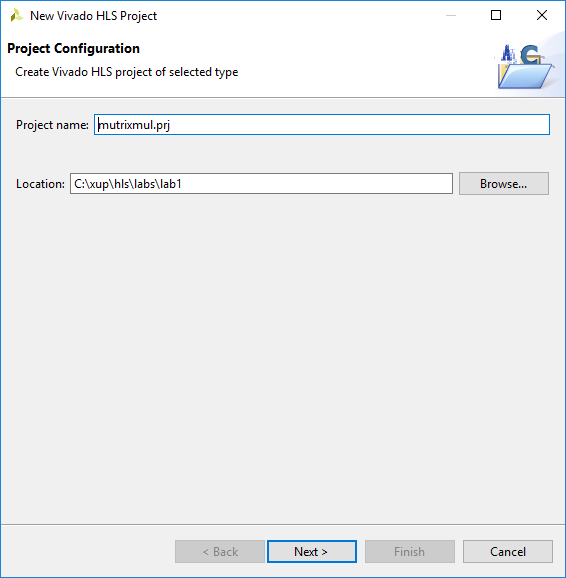 New Vivado HLS Project
Project Configuration
Create Vivado HLS project of selected type
Project name: mutrixmul.prj
Location: C:\xup\hls\labs\lab1 Browse...
< Back Next > Finish Cancel